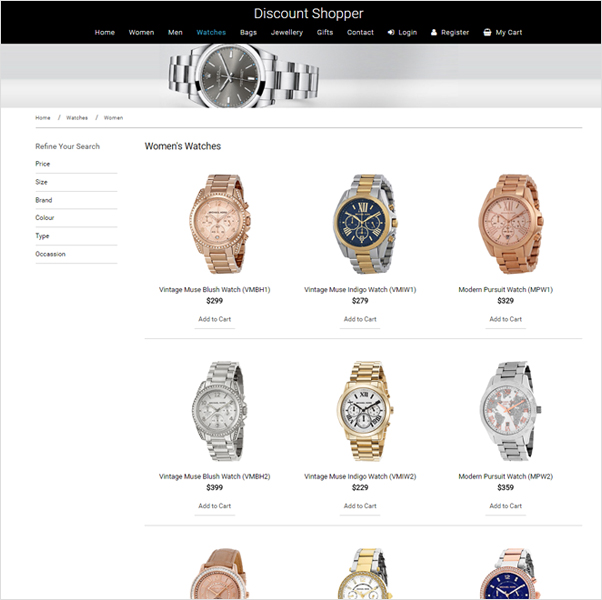 Discount Shopper
Home Women Men Watches Bags Jewellery Gifts Contact Login Register My Cart
Home / Watches / Women
Refine Your Search
Price
Size
Brand
Colour
Type
Occassion
Women's Watches
Vintage Muse Blush Watch (VMBH1)
$299
Add to Cart
Vintage Muse Indigo Watch (VMIW1)
$279
Add to Cart
Modern Pursuit Watch (MPW1)
$329
Add to Cart
Vintage Muse Blush Watch (VMBH2)
$399
Add to Cart
Vintage Muse Indigo Watch (VMIW2)
$229
Add to Cart
Modern Pursuit Watch (MPW2)
$359
Add to Cart